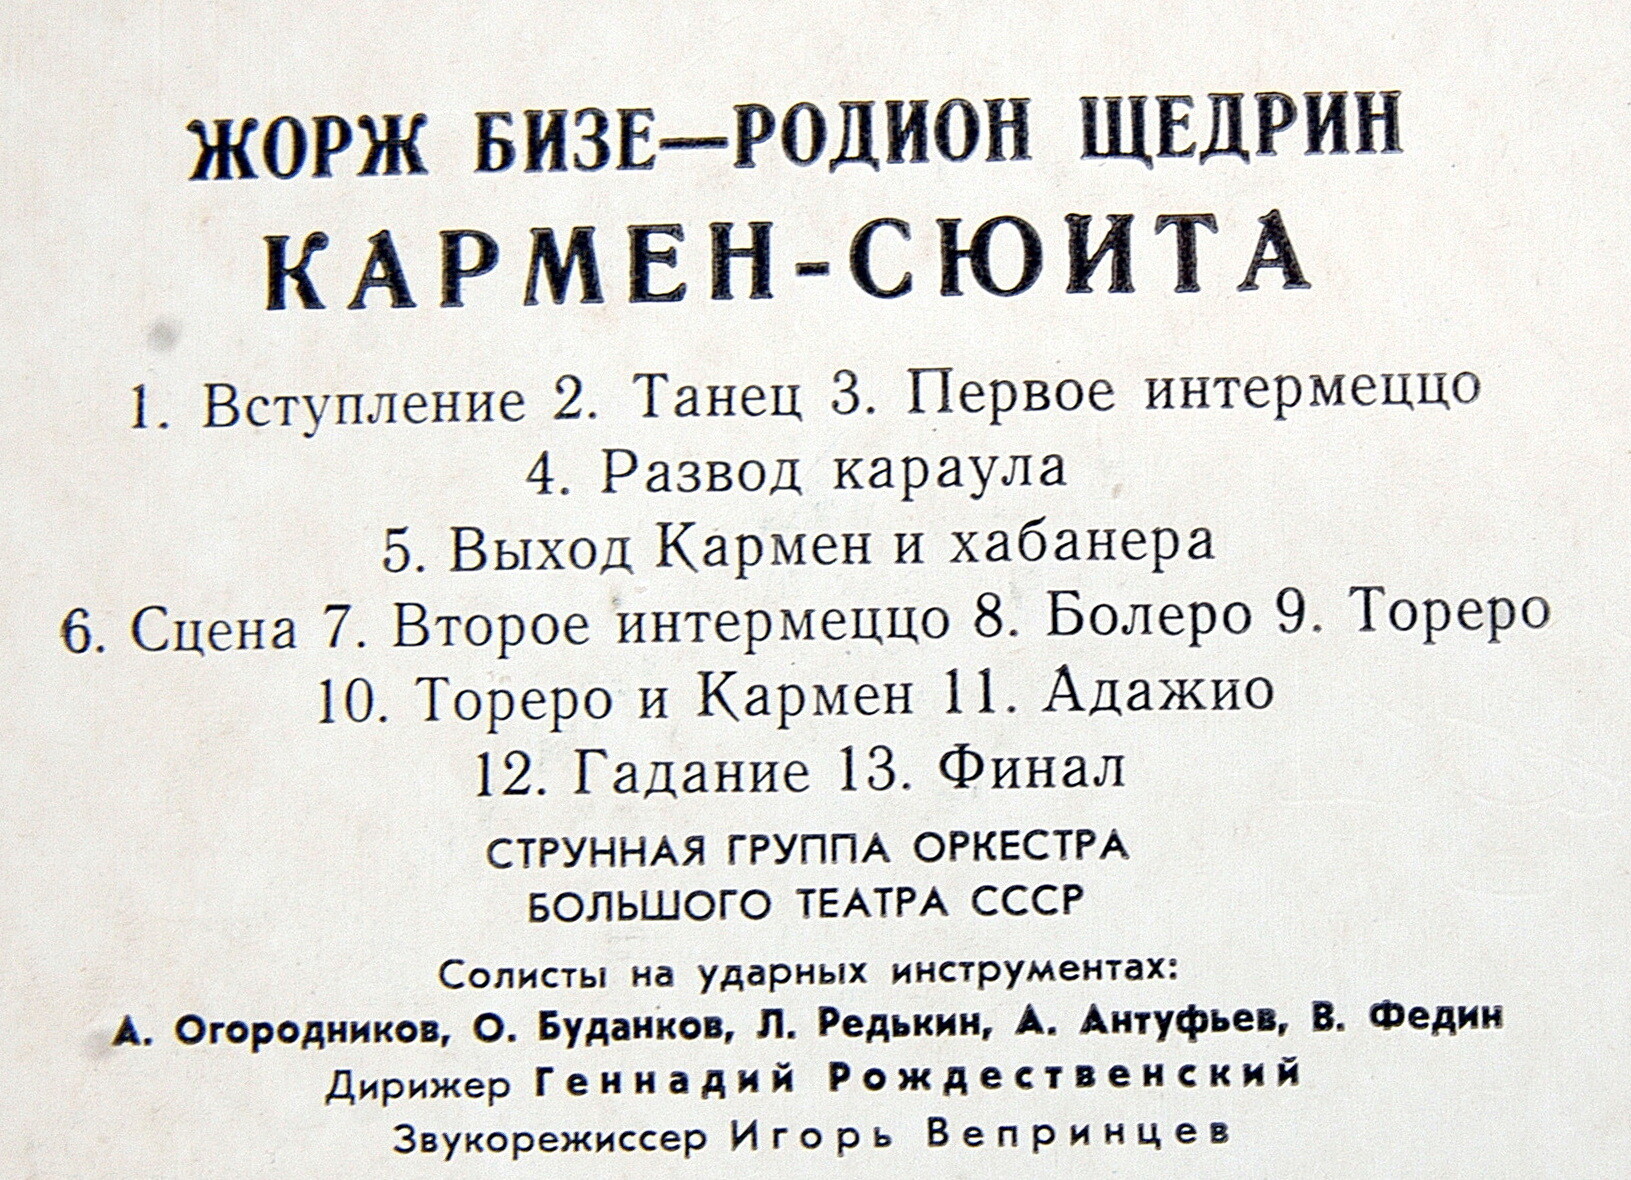 ЖОРЖ БИЗЕ—РОДИОН ЩЕДРИН
КАРМЕН-СЮИТА
1. Вступление 2. Танец 3. Первое интермеццо
4. Развод караула
5. Выход Кармен и хабанера
6. Сцена 7. Второе интермеццо 8. Болеро 9. Тореро
10. Тореро и Кармен 11. Адажио
12. Гадание 13. Финал
СТРУННАЯ ГРУППА ОРКЕСТРА
БОЛЬШОГО ТЕАТРА СССР
Солисты на ударных инструментах:
А. Огородников, О. Буданков, Л. Редькин, А. Антуфьев, В. Федин
Дирижер Геннадий Рождественский
Звукорежиссер Игорь Вепринцев